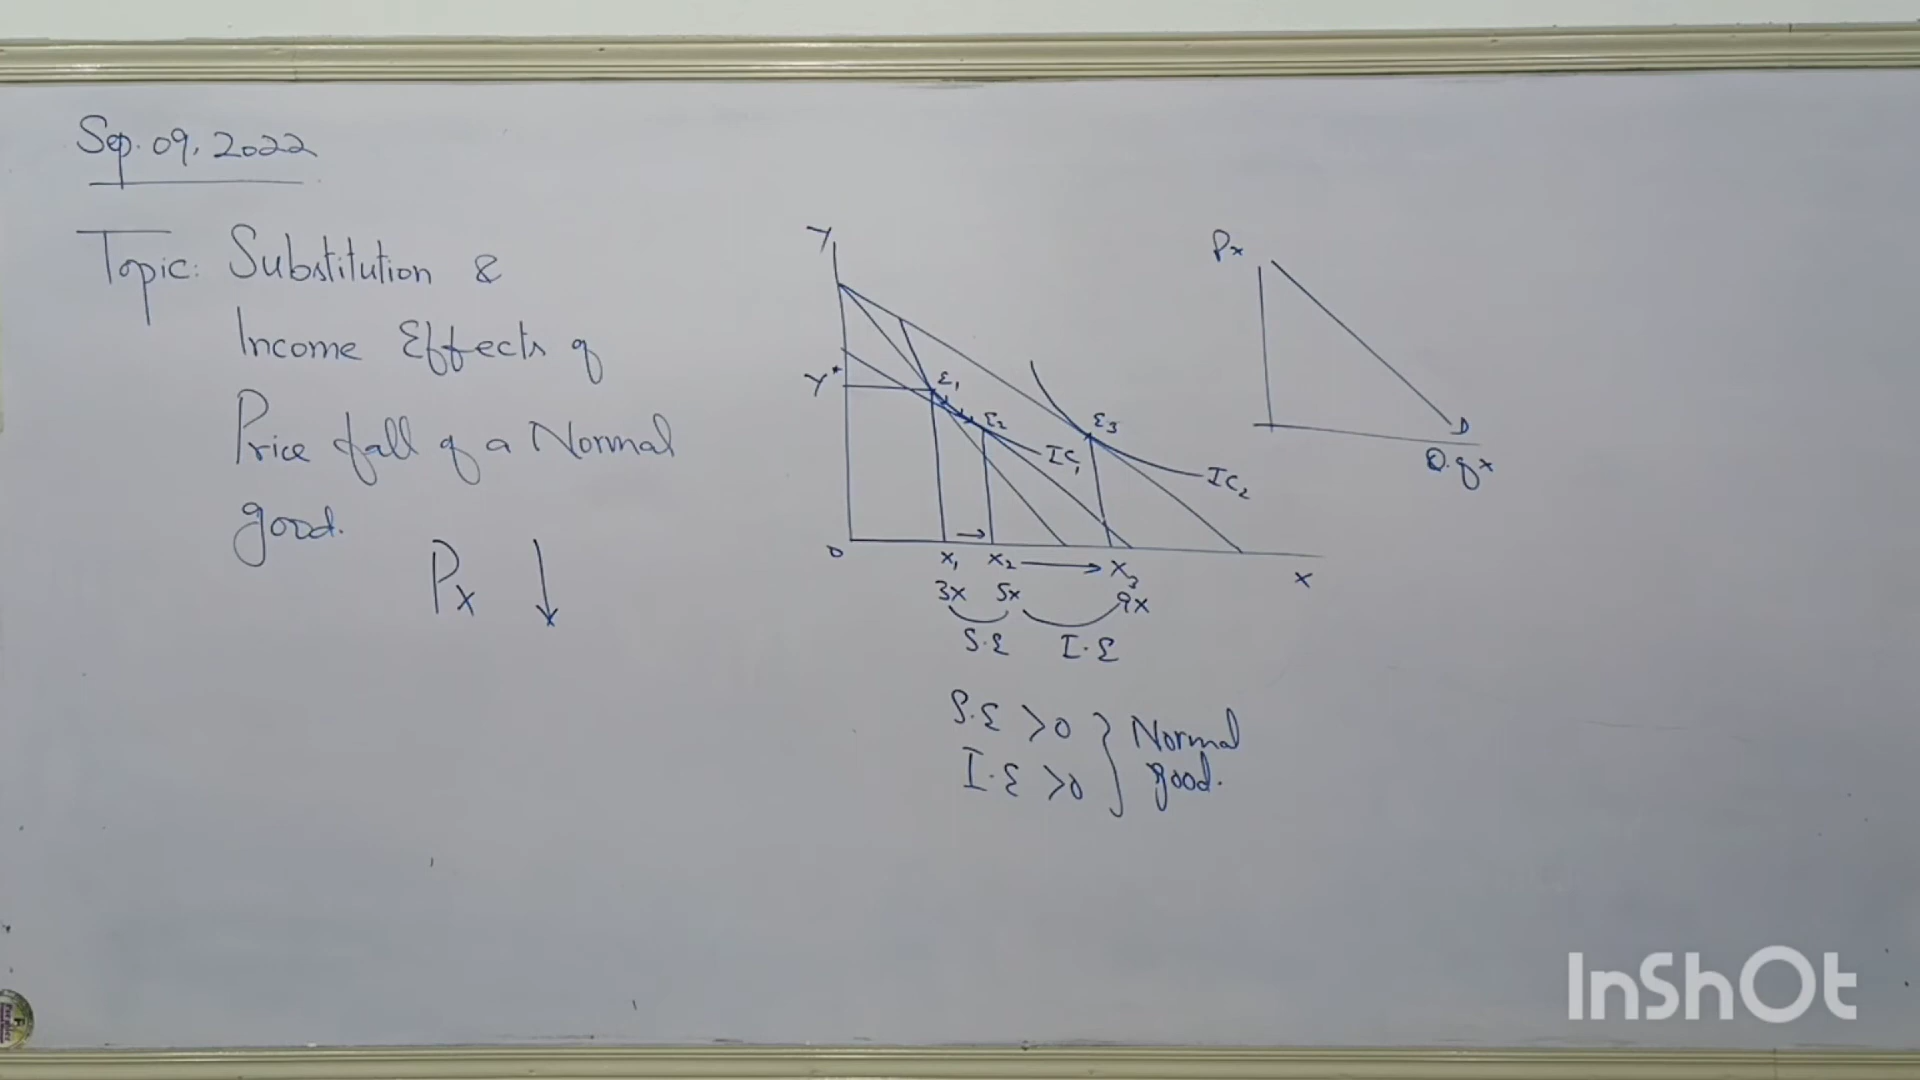 Sep. 09, 2022
Topic: Substitution &
Income Effects of
Price fall of a Normal
good.
Px ↓
Y
Y*
E1
E2
E3
IC1
IC2
0
X1 → X2 → X3
X
3x 5x 9x
S.E I.E
S.E >0
I.E >0
Normal
good.
Px
D
Q.qx
InShOt